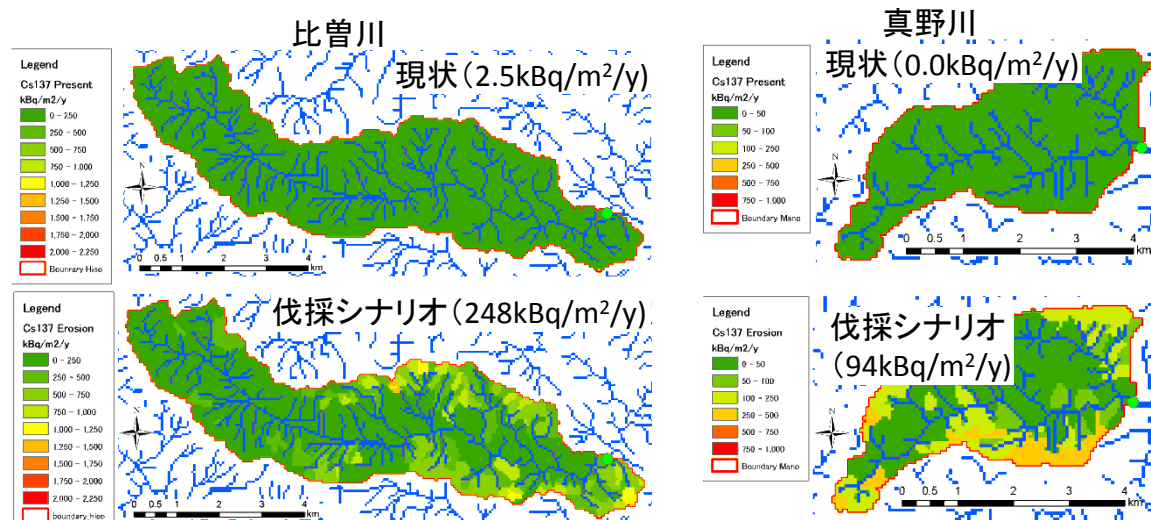 比曽川
現状(2.5kBq/m²/y)
Legend
Cs137 Present
kBq/m2/y
0 - 250
250 - 500
500 - 750
750 - 1,000
1,000 - 1,250
1,250 - 1,500
1,500 - 1,750
1,750 - 2,000
2,000 - 2,250
Bounrary Hiso
N
0 0.5 1 2 3 4
km
真野川
現状(0.0kBq/m²/y)
Legend
Cs137 Present
kBq/m2/y
0 - 50
50 - 100
100 - 250
250 - 500
500 - 750
750 - 1,000
Boundary Mano
N
0 0.5 1 2 3 4
km
伐採シナリオ(248kBq/m²/y)
Legend
Cs137 Erosion
kBq/m2/y
0 - 250
250 - 500
500 - 750
750 - 1,000
1,000 - 1,250
1,250 - 1,500
1,500 - 1,750
1,750 - 2,000
2,000 - 2,250
boundary_hiso
N
0 0.5 1 2 3 4
km
伐採シナリオ
(94kBq/m²/y)
Legend
Cs137 Erosion
kBq/m2/y
0 - 50
50 - 100
100 - 250
250 - 500
500 - 750
750 - 1,000
Boundary Mano
N
0 0.5 1 2 3 4
km